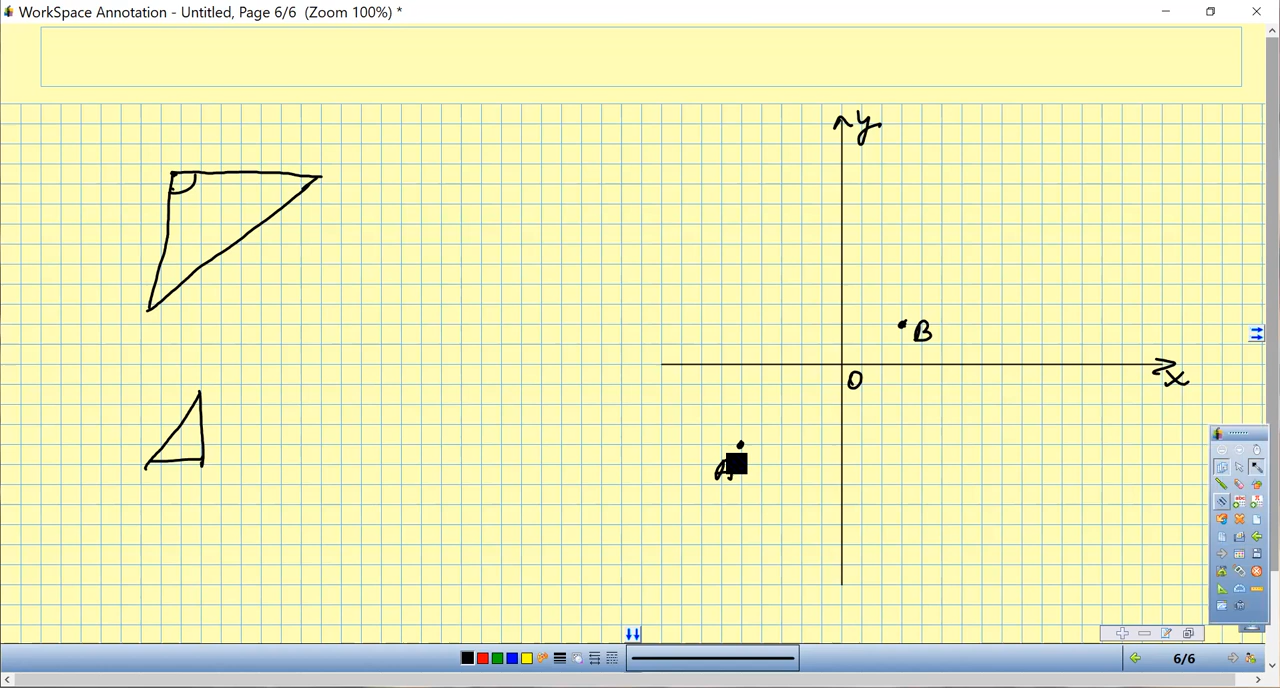 WorkSpace Annotation - Untitled, Page 6/6 (Zoom 100%) *
y
B
O
x
A
6/6